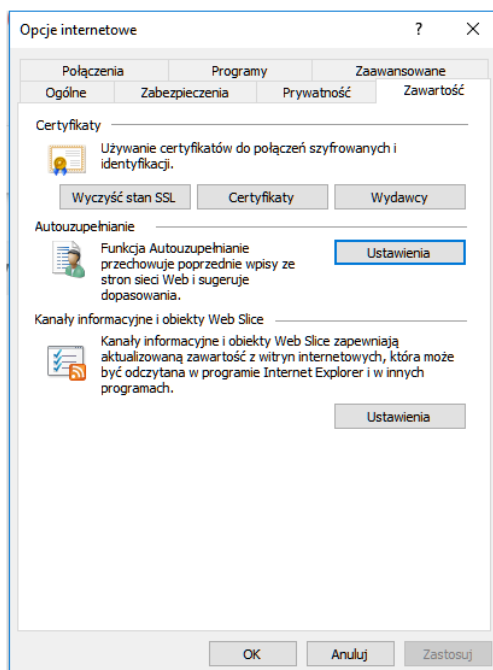 Opcje internetowe
?
Połączenia Programy Zaawansowane
Ogólne Zabezpieczenia Prywatność Zawartość
Certyfikaty
Używanie certyfikatów do połączeń szyfrowanych i
identyfikacji.
Wyczyść stan SSL Certyfikaty Wydawcy
Autouzupełnianie
Funkcja Autouzupełnianie
przechowuje poprzednie wpisy ze
stron sieci Web i sugeruje
dopasowania.
Ustawienia
Kanały informacyjne i obiekty Web Slice
Kanały informacyjne i obiekty Web Slice zapewniają
aktualizowaną zawartość z witryn internetowych, która może
być odczytana w programie Internet Explorer i w innych
programach.
Ustawienia
OK Anuluj Zastosuj